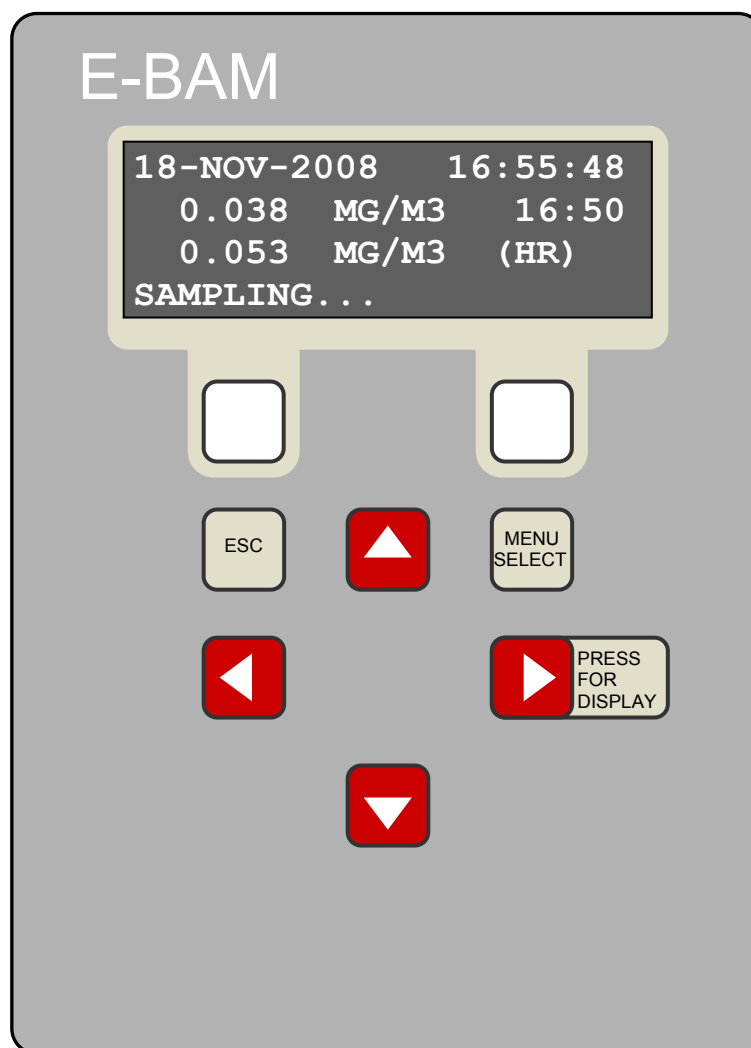 E-BAM
18-NOV-2008 16:55:48
0.038 MG/M3 16:50
0.053 MG/M3 (HR)
SAMPLING...
ESC
MENU
SELECT
PRESS
FOR
DISPLAY